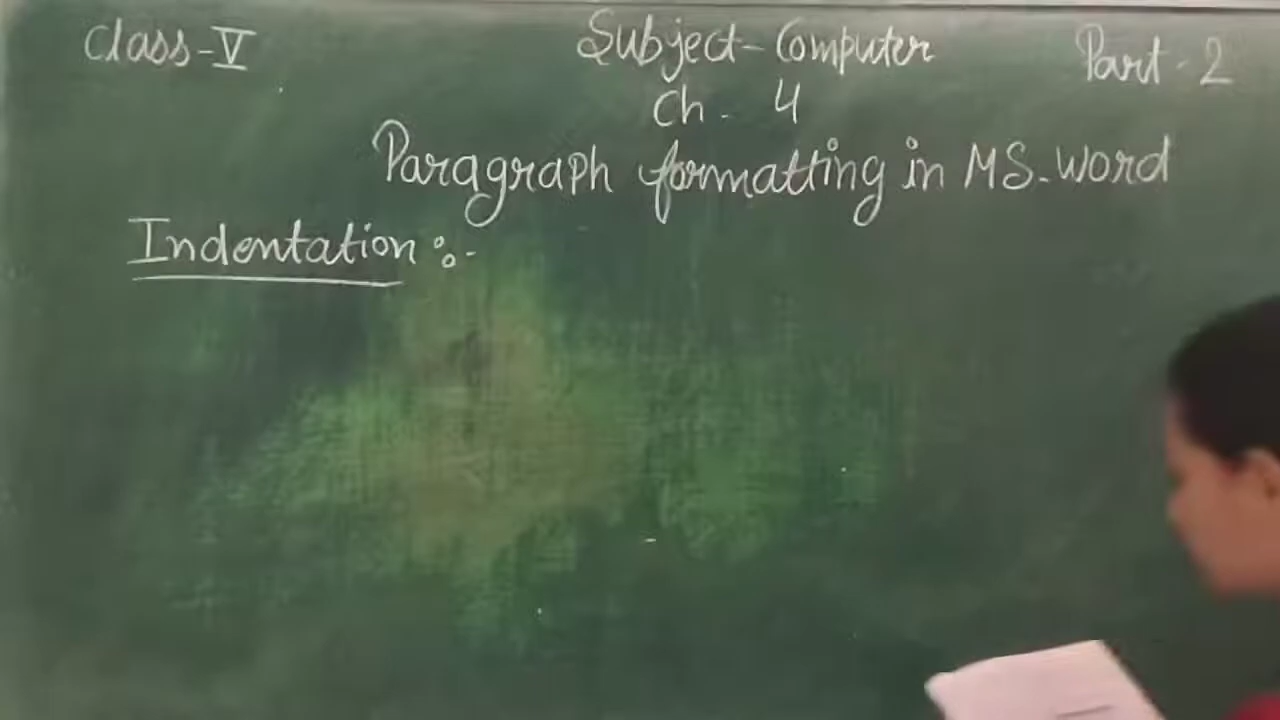 Class-V Subject-Computer Part-2
Ch-4
Paragraph formatting in MS-Word
Indentation:-